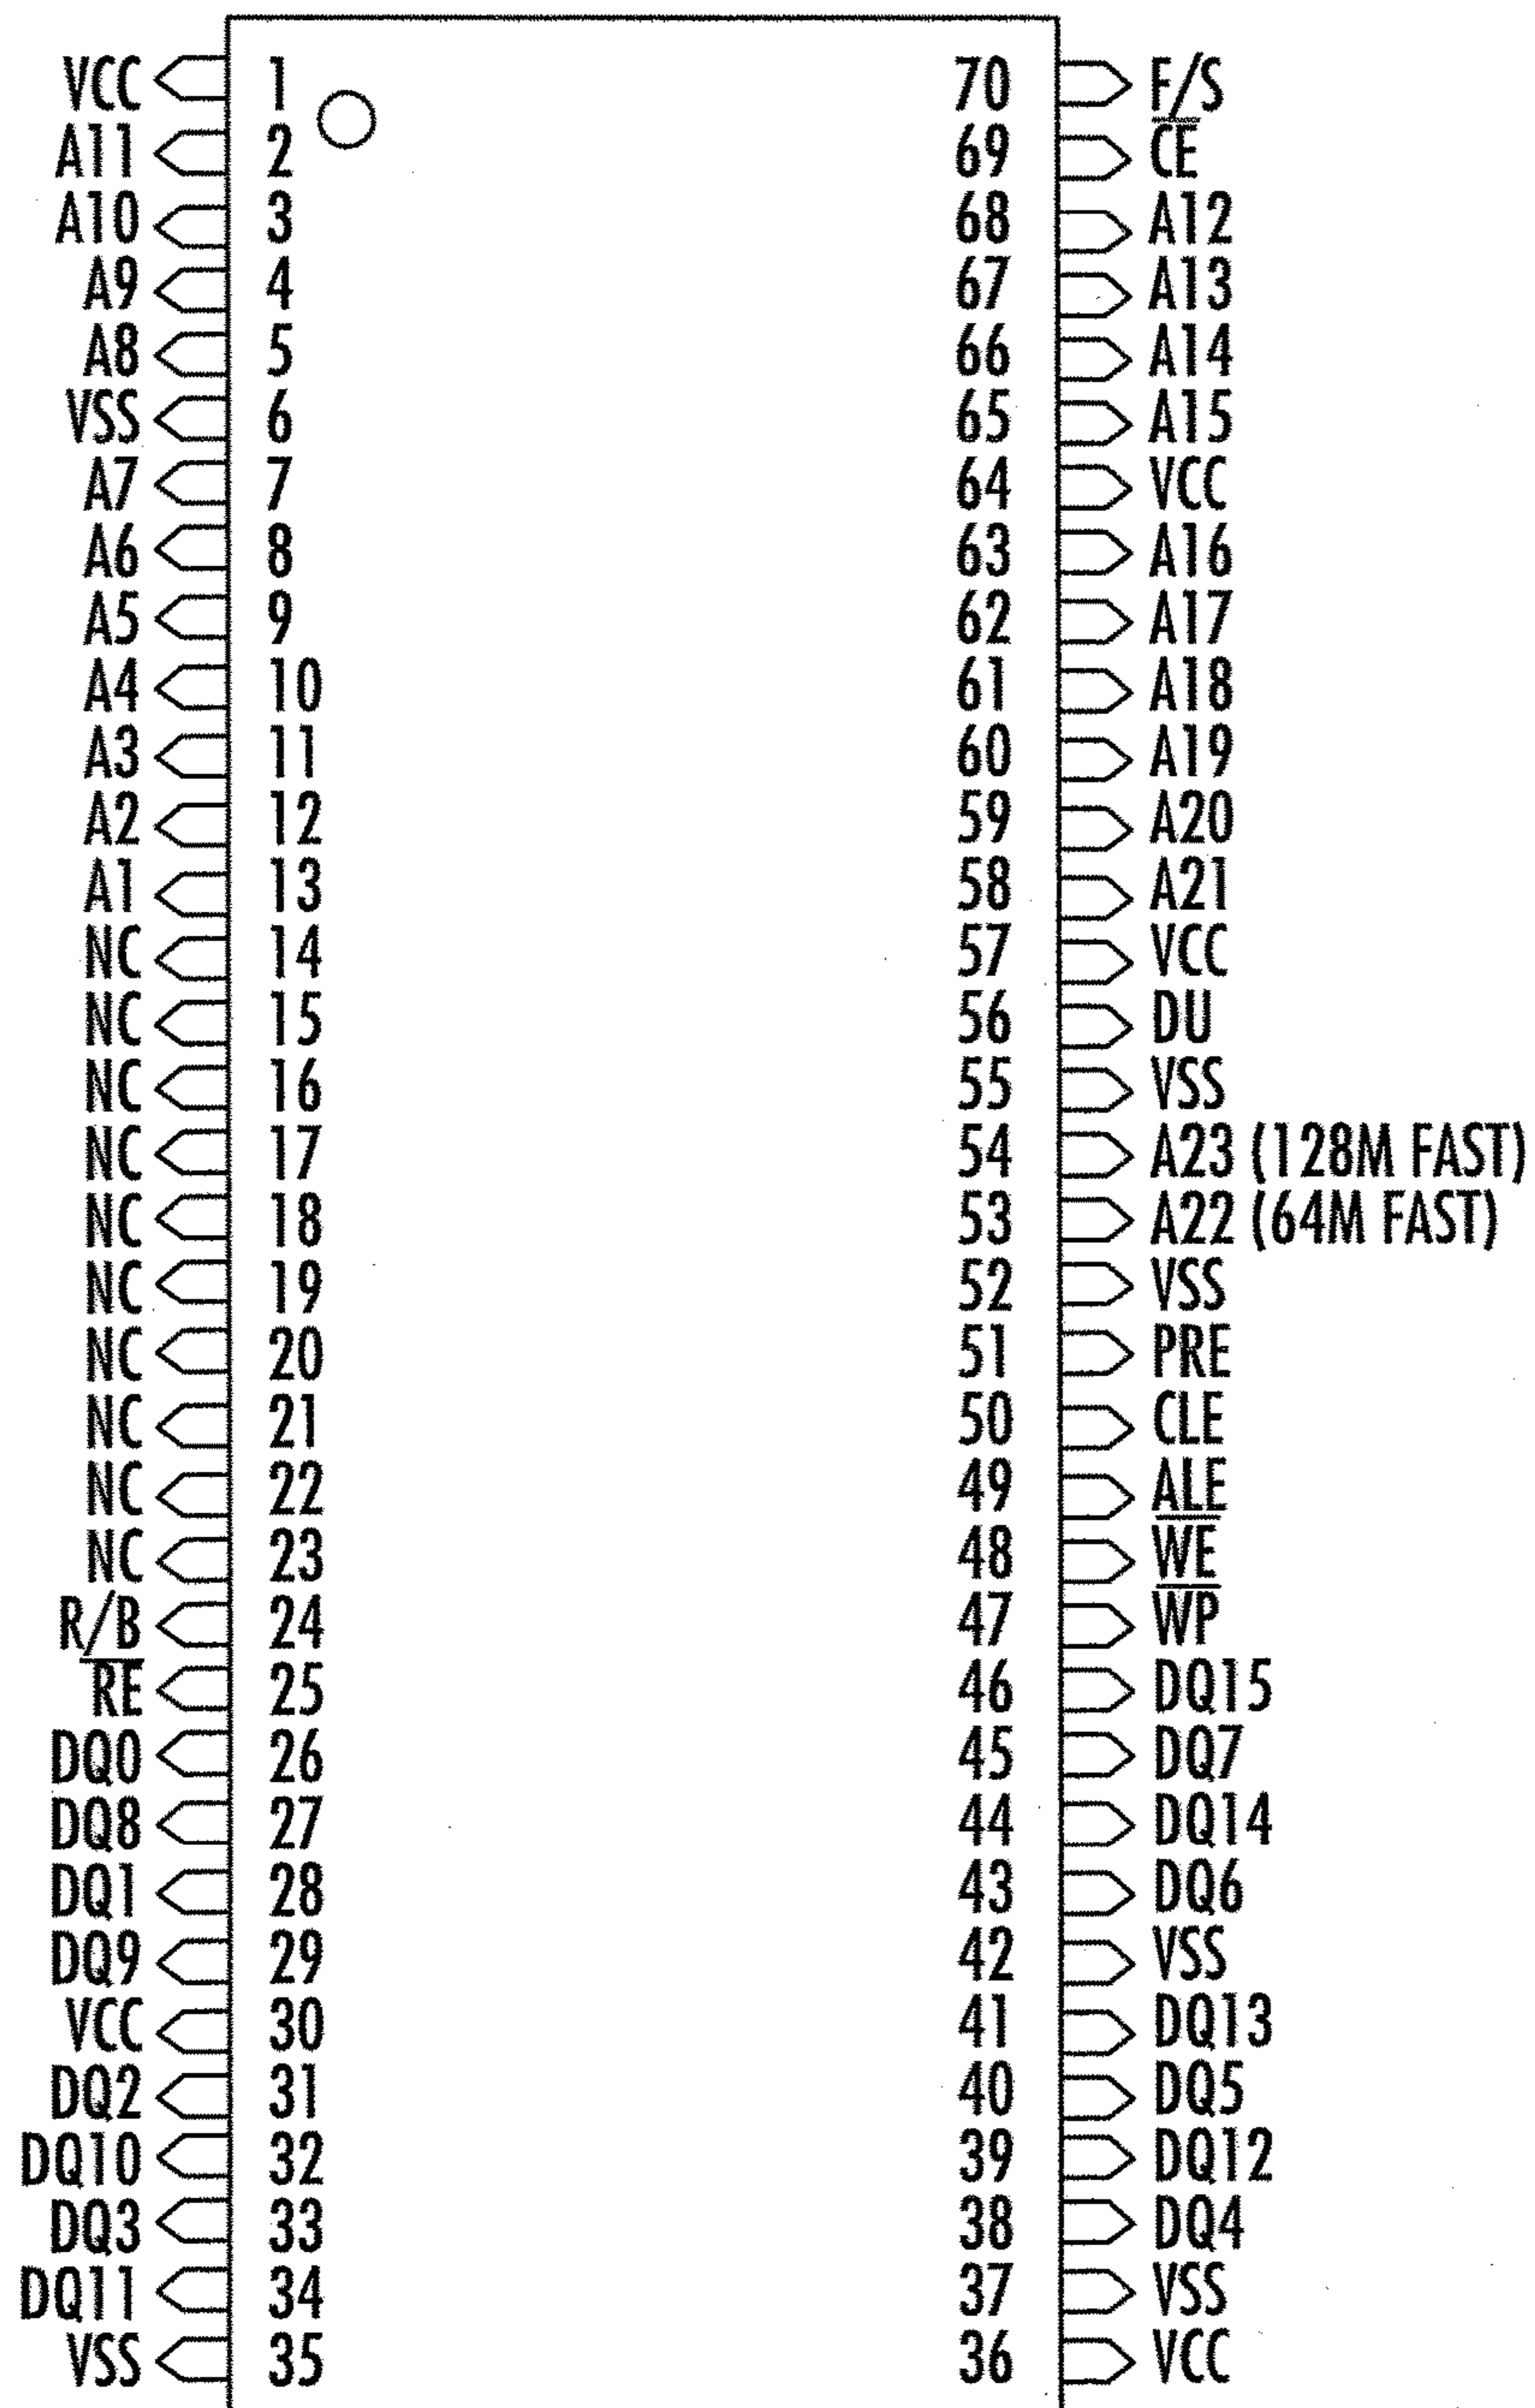 VCC 1 70 F/S
A11 2 69 C̅E̅
A10 3 68 A12
A9 4 67 A13
A8 5 66 A14
VSS 6 65 A15
A7 7 64 VCC
A6 8 63 A16
A5 9 62 A17
A4 10 61 A18
A3 11 60 A19
A2 12 59 A20
A1 13 58 A21
NC 14 57 VCC
NC 15 56 DU
NC 16 55 VSS
NC 17 54 A23 (128M FAST)
NC 18 53 A22 (64M FAST)
NC 19 52 VSS
NC 20 51 PRE
NC 21 50 CLE
NC 22 49 ALE
NC 23 48 W̅E̅
R/B 24 47 W̅P̅
R̅E̅ 25 46 DQ15
DQ0 26 45 DQ7
DQ8 27 44 DQ14
DQ1 28 43 DQ6
DQ9 29 42 VSS
VCC 30 41 DQ13
DQ2 31 40 DQ5
DQ10 32 39 DQ12
DQ3 33 38 DQ4
DQ11 34 37 VSS
VSS 35 36 VCC